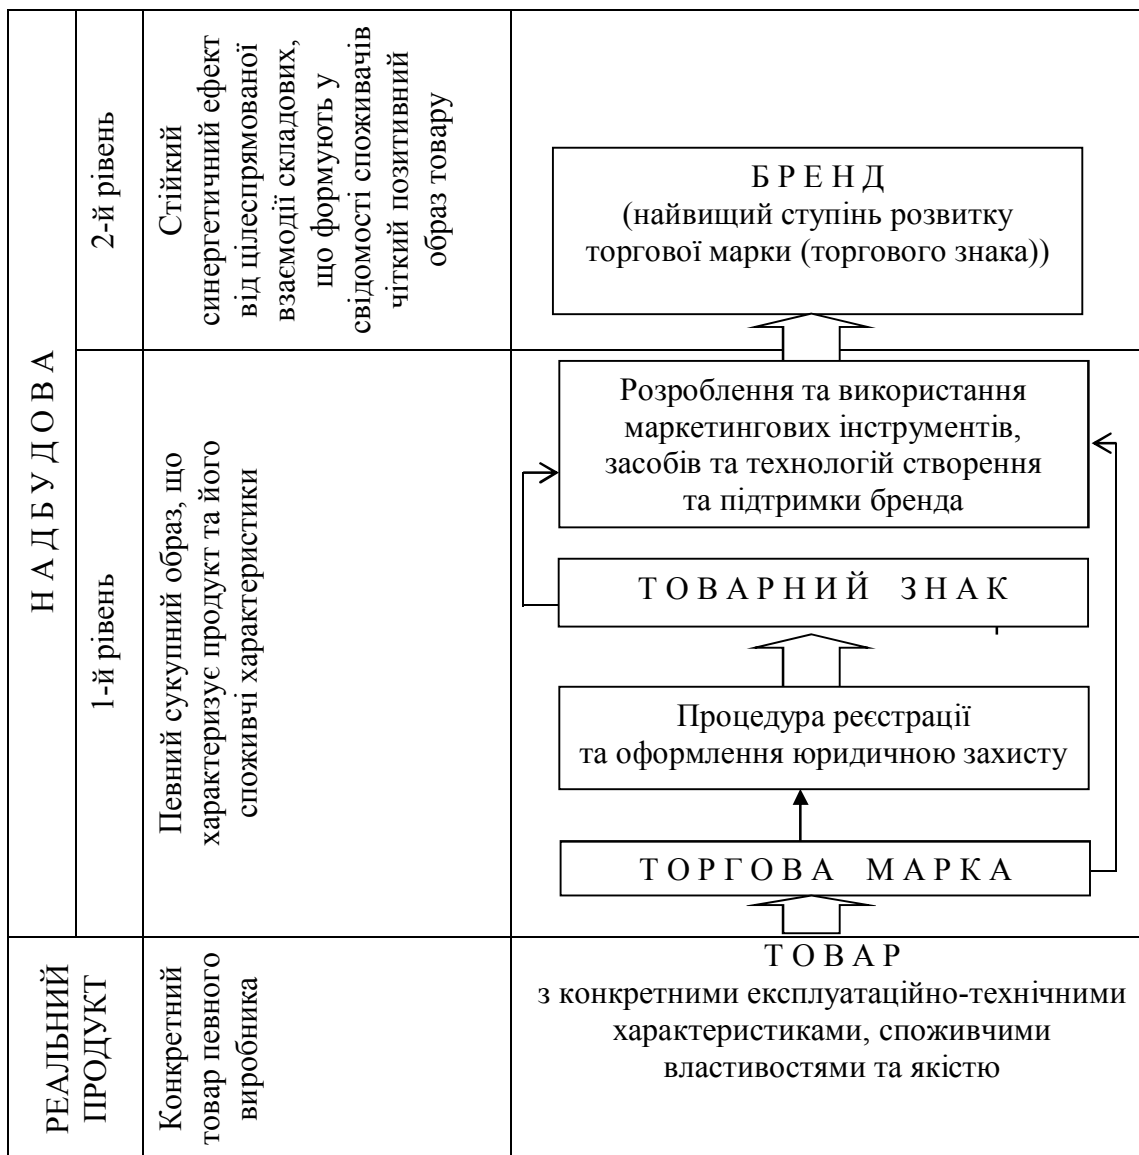 Н А Д Б У Д О В А
2-й рівень
Стійкий
синергетичний ефект
від цілеспрямованої
взаємодії складових,
що формують у
свідомості споживачів
чіткий позитивний
образ товару
Б Р Е Н Д
(найвищий ступінь розвитку
торгової марки (торгового знака))
1-й рівень
Певний сукупний образ, що
характеризує продукт та його
споживчі характеристики
Розроблення та використання
маркетингових інструментів,
засобів та технологій створення
та підтримки бренда
Т О В А Р Н И Й З Н А К
Процедура реєстрації
та оформлення юридичною захисту
Т О Р Г О В А М А Р К А
РЕАЛЬНИЙ
ПРОДУКТ
Конкретний
товар певного
виробника
Т О В А Р
з конкретними експлуатаційно-технічними
характеристиками, споживчими
властивостями та якістю